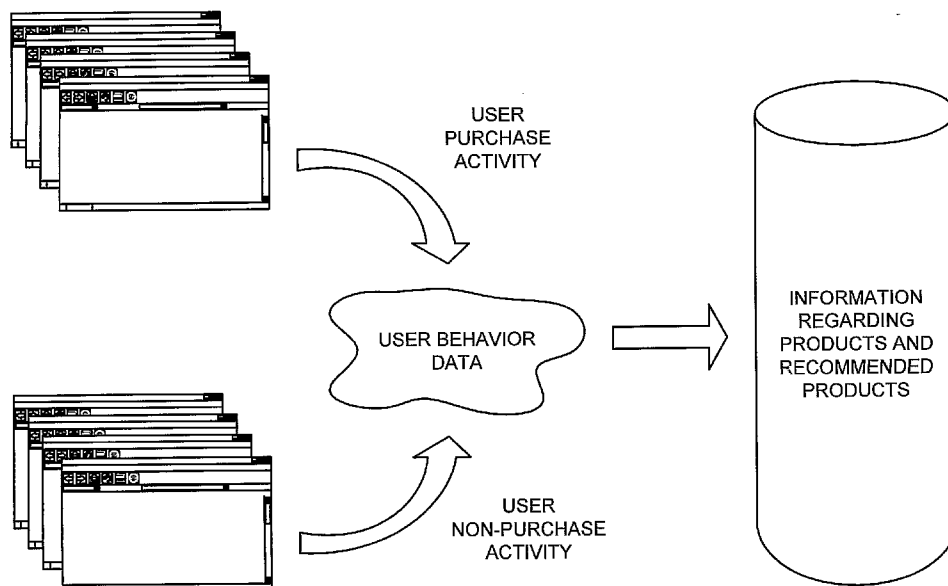 USER
PURCHASE
ACTIVITY
USER BEHAVIOR
DATA
INFORMATION
REGARDING
PRODUCTS AND
RECOMMENDED
PRODUCTS
USER
NON-PURCHASE
ACTIVITY